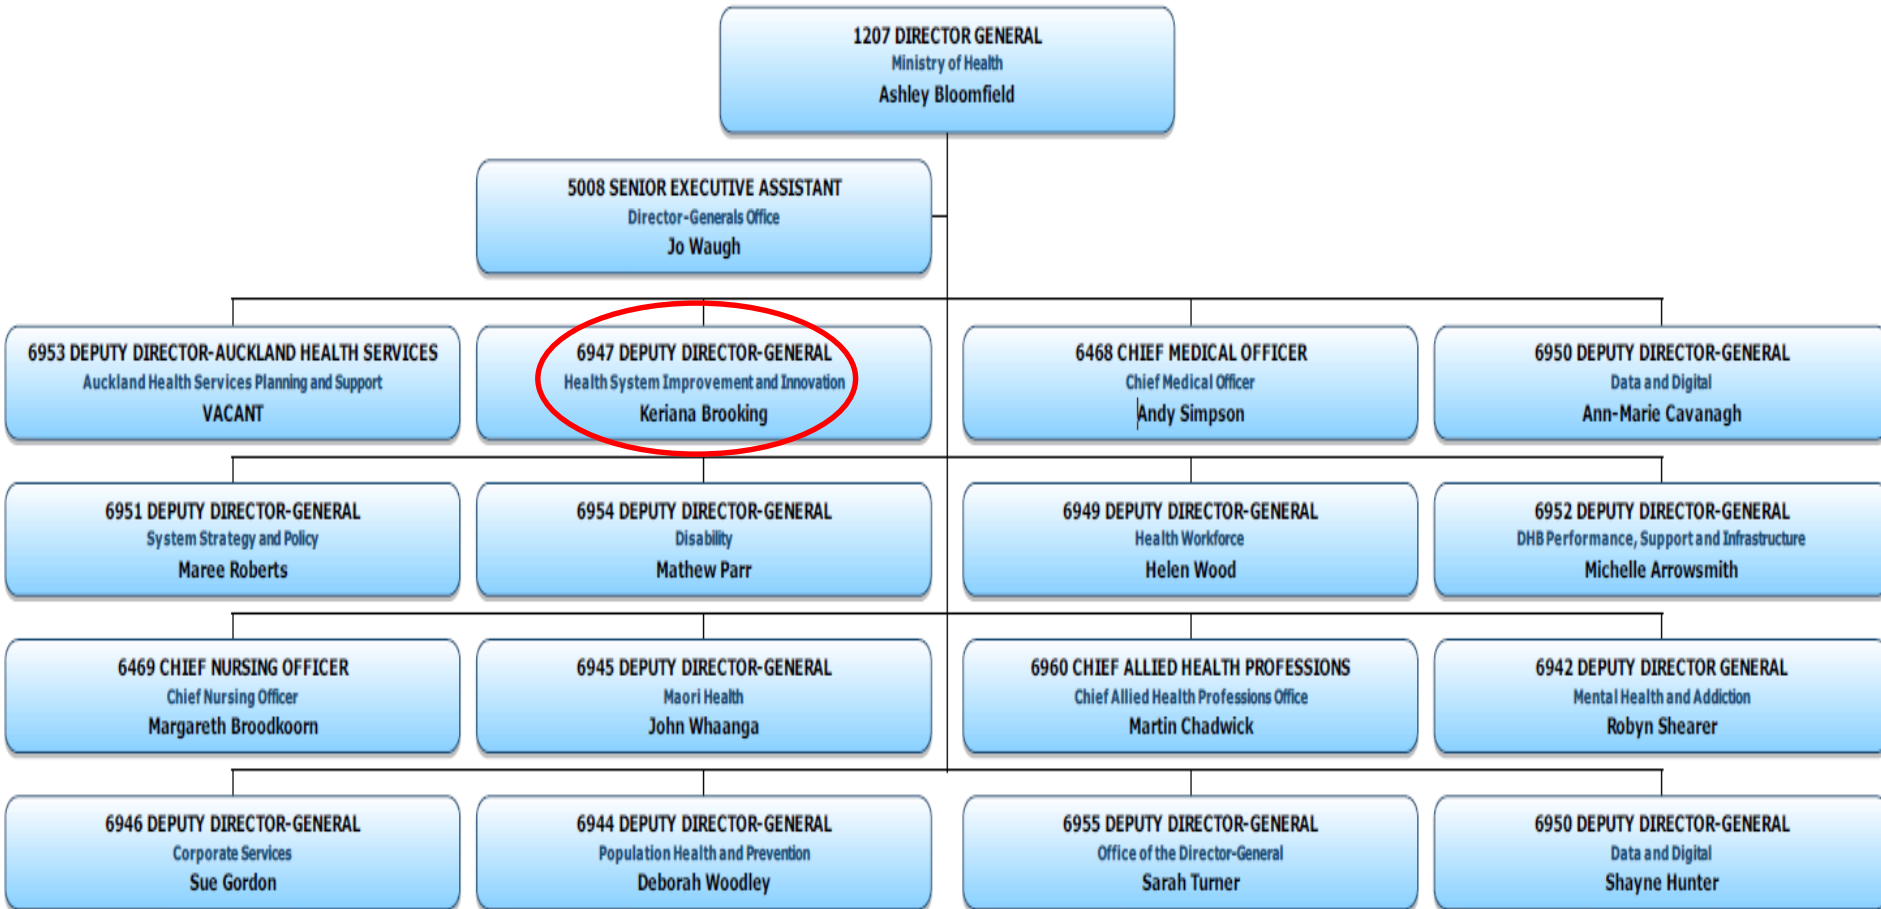 1207 DIRECTOR GENERAL
Ministry of Health
Ashley Bloomfield
5008 SENIOR EXECUTIVE ASSISTANT
Director-Generals Office
Jo Waugh
6953 DEPUTY DIRECTOR-AUCKLAND HEALTH SERVICES
Auckland Health Services Planning and Support
VACANT
6947 DEPUTY DIRECTOR-GENERAL
Health System Improvement and Innovation
Keriana Brooking
6468 CHIEF MEDICAL OFFICER
Chief Medical Officer
Andy Simpson
6950 DEPUTY DIRECTOR-GENERAL
Data and Digital
Ann-Marie Cavanagh
6951 DEPUTY DIRECTOR-GENERAL
System Strategy and Policy
Maree Roberts
6954 DEPUTY DIRECTOR-GENERAL
Disability
Mathew Parr
6949 DEPUTY DIRECTOR-GENERAL
Health Workforce
Helen Wood
6952 DEPUTY DIRECTOR-GENERAL
DHB Performance, Support and Infrastructure
Michelle Arrowsmith
6469 CHIEF NURSING OFFICER
Chief Nursing Officer
Margareth Broodkoorn
6945 DEPUTY DIRECTOR-GENERAL
Maori Health
John Whaanga
6960 CHIEF ALLIED HEALTH PROFESSIONS
Chief Allied Health Professions Office
Martin Chadwick
6942 DEPUTY DIRECTOR GENERAL
Mental Health and Addiction
Robyn Shearer
6946 DEPUTY DIRECTOR-GENERAL
Corporate Services
Sue Gordon
6944 DEPUTY DIRECTOR-GENERAL
Population Health and Prevention
Deborah Woodley
6955 DEPUTY DIRECTOR-GENERAL
Office of the Director-General
Sarah Turner
6950 DEPUTY DIRECTOR-GENERAL
Data and Digital
Shayne Hunter